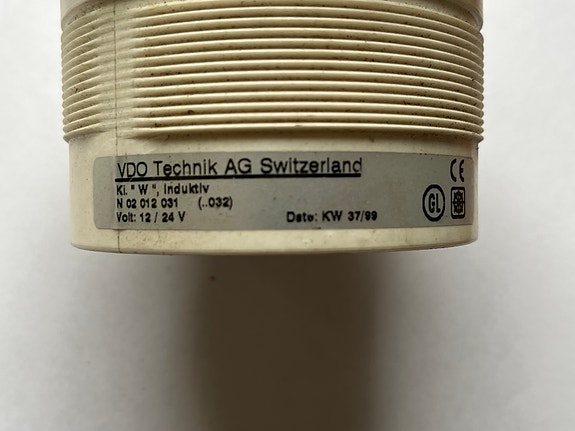 VDO Technik AG Switzerland
Kl. " W ", Induktiv
N 02 012 031 (..032)
Volt: 12 / 24 V Date: KW 37/99
CE
GL